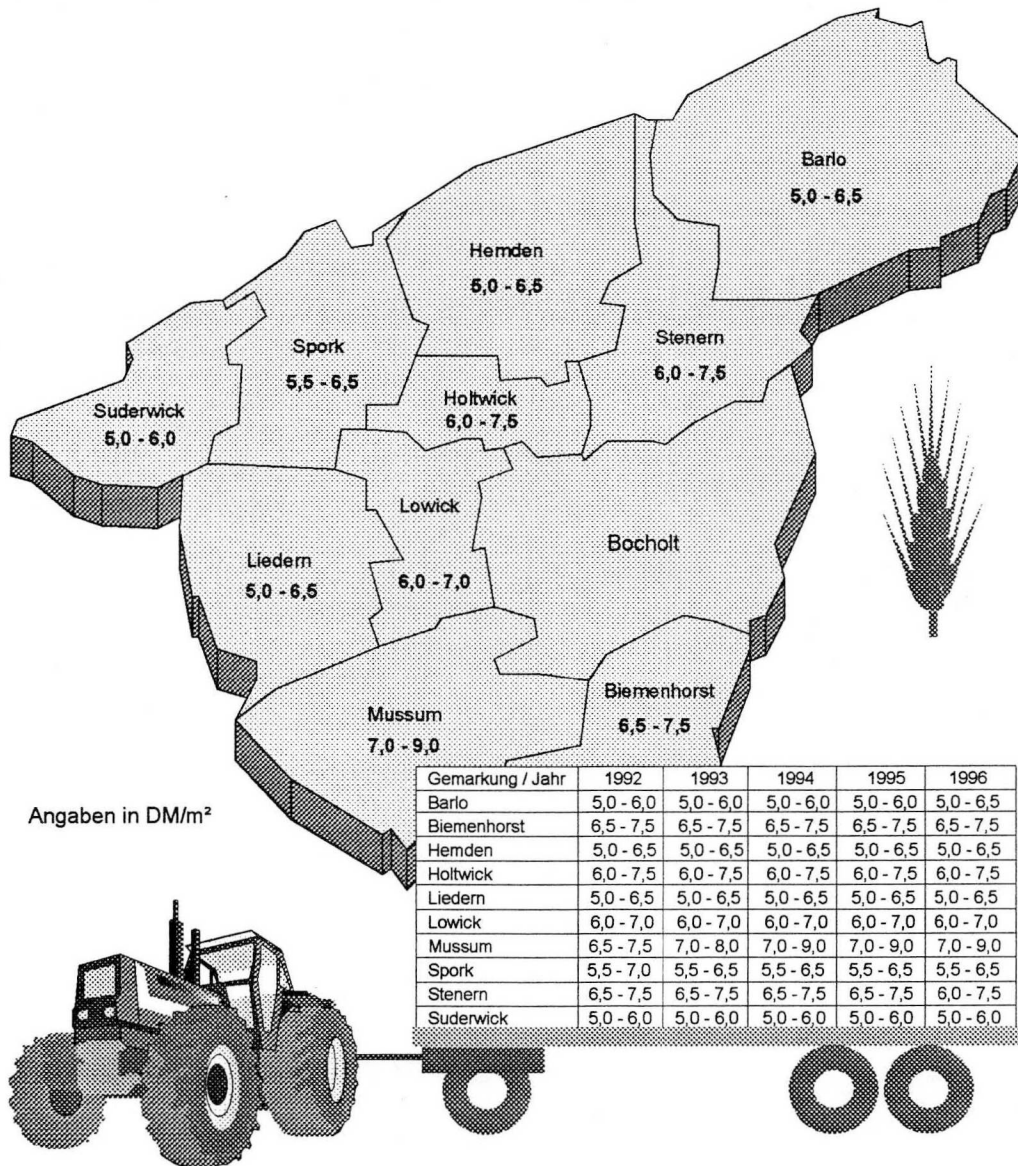 Barlo
5,0 - 6,5
Hemden
5,0 - 6,5
Stenern
6,0 - 7,5
Spork
5,5 - 6,5
Holtwick
6,0 - 7,5
Suderwick
5,0 - 6,0
Lowick
6,0 - 7,0
Bocholt
Liedern
5,0 - 6,5
Biemenhorst
6,5 - 7,5
Mussum
7,0 - 9,0
Angaben in DM/m²
Gemarkung / Jahr 1992 1993 1994 1995 1996
Barlo 5,0 - 6,0 5,0 - 6,0 5,0 - 6,0 5,0 - 6,0 5,0 - 6,5
Biemenhorst 6,5 - 7,5 6,5 - 7,5 6,5 - 7,5 6,5 - 7,5 6,5 - 7,5
Hemden 5,0 - 6,5 5,0 - 6,5 5,0 - 6,5 5,0 - 6,5 5,0 - 6,5
Holtwick 6,0 - 7,5 6,0 - 7,5 6,0 - 7,5 6,0 - 7,5 6,0 - 7,5
Liedern 5,0 - 6,5 5,0 - 6,5 5,0 - 6,5 5,0 - 6,5 5,0 - 6,5
Lowick 6,0 - 7,0 6,0 - 7,0 6,0 - 7,0 6,0 - 7,0 6,0 - 7,0
Mussum 6,5 - 7,5 7,0 - 8,0 7,0 - 9,0 7,0 - 9,0 7,0 - 9,0
Spork 5,5 - 7,0 5,5 - 6,5 5,5 - 6,5 5,5 - 6,5 5,5 - 6,5
Stenern 6,5 - 7,5 6,5 - 7,5 6,5 - 7,5 6,5 - 7,5 6,0 - 7,5
Suderwick 5,0 - 6,0 5,0 - 6,0 5,0 - 6,0 5,0 - 6,0 5,0 - 6,0